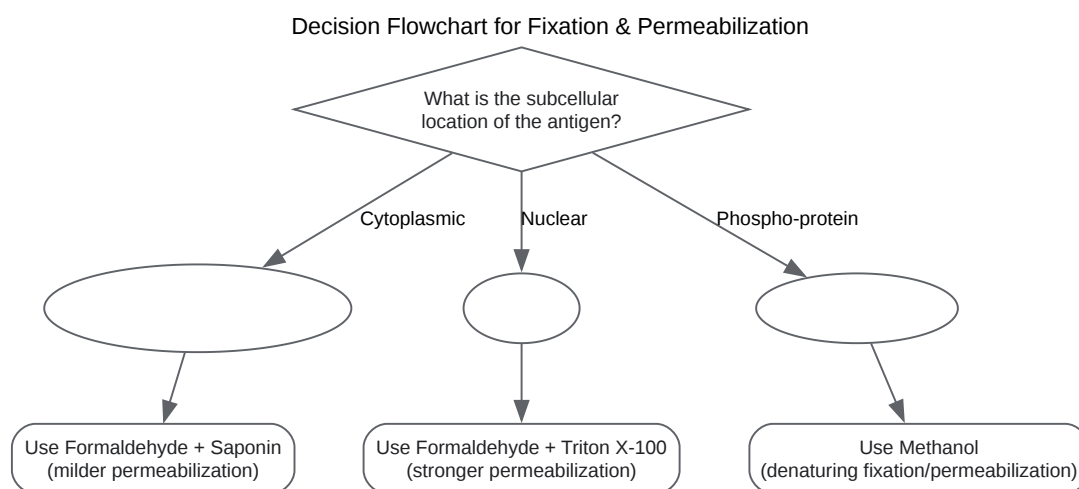 Decision Flowchart for Fixation & Permeabilization
What is the subcellular
location of the antigen?
Cytoplasmic
Nuclear
Phospho-protein
Use Formaldehyde + Saponin
(milder permeabilization)
Use Formaldehyde + Triton X-100
(stronger permeabilization)
Use Methanol
(denaturing fixation/permeabilization)